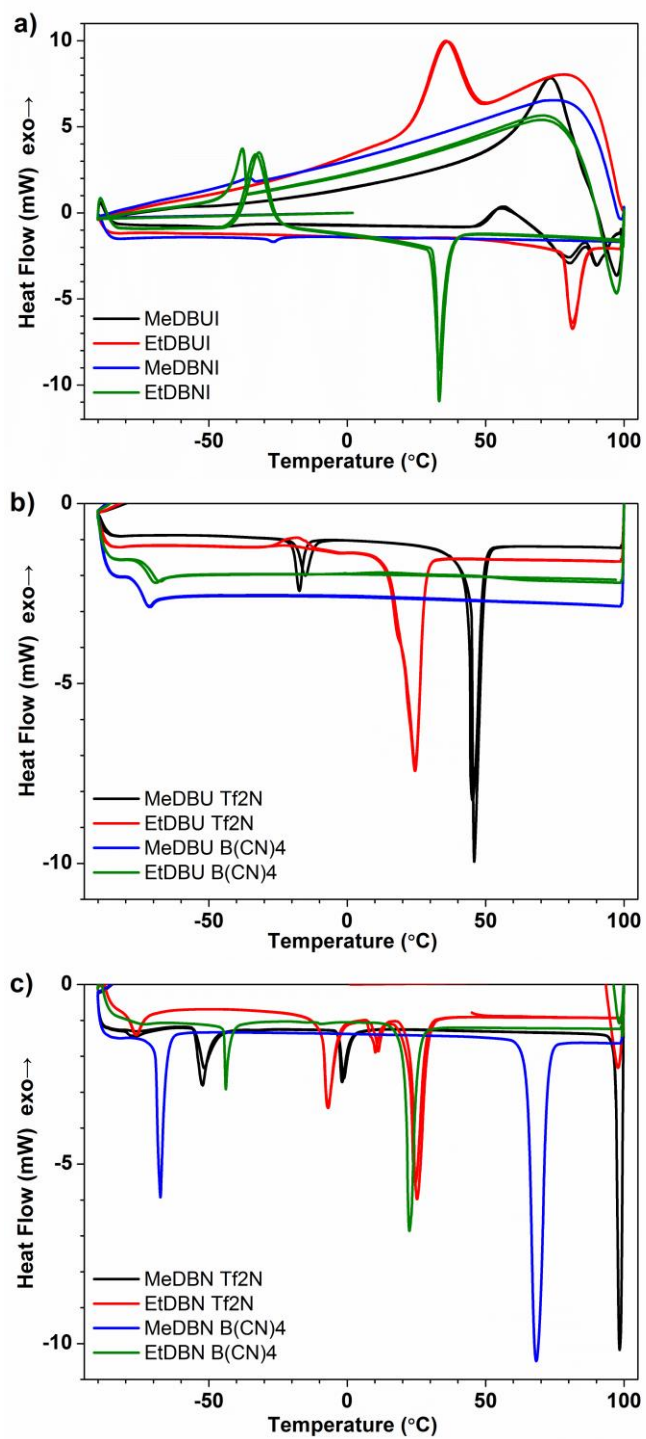 a)
10
5
0
-5
-10
Heat Flow (mW) exo→
MeDBUI
EtDBUI
MeDBNI
EtDBNI
-50
0
50
100
Temperature (°C)
b)
0
-5
-10
Heat Flow (mW) exo→
MeDBU Tf2N
EtDBU Tf2N
MeDBU B(CN)4
EtDBU B(CN)4
-50
0
50
100
Temperature (°C)
c)
0
-5
-10
Heat Flow (mW) exo→
MeDBN Tf2N
EtDBN Tf2N
MeDBN B(CN)4
EtDBN B(CN)4
-50
0
50
100
Temperature (°C)